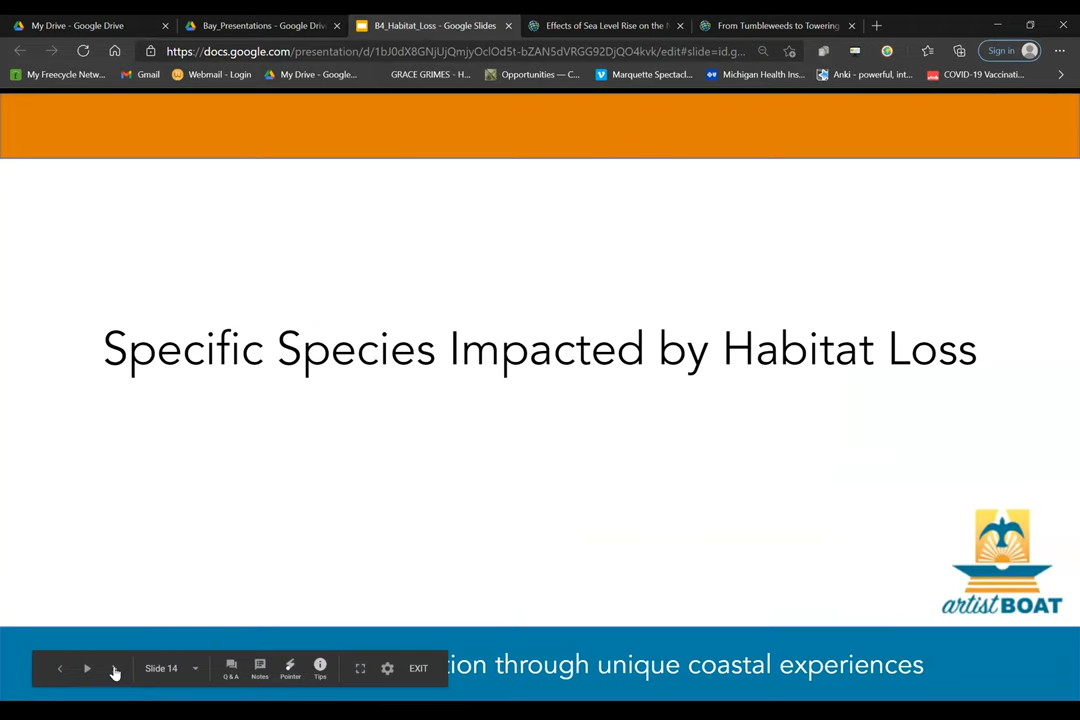 My Drive - Google Drive
Bay_Presentations - Google Driv
B4_Habitat_Loss - Google Slides
Effects of Sea Level Rise on the N
From Tumbleweeds to Towering
https://docs.google.com/presentation/d/1bJ0dX8GNjUjQmjyOclOd5t-bZAN5dVRGG92DjQO4kvk/edit#slide=id.g...
Sign in
My Freecycle Netw...
Gmail
Webmail - Login
My Drive - Google...
GRACE GRIMES - H...
Opportunities — C...
Marquette Spectacl...
Michigan Health Ins...
Anki - powerful, int...
COVID-19 Vaccinati...
Specific Species Impacted by Habitat Loss
artist BOAT
tion through unique coastal experiences
Slide 14
Q & A
Notes
Pointer
Tips
EXIT